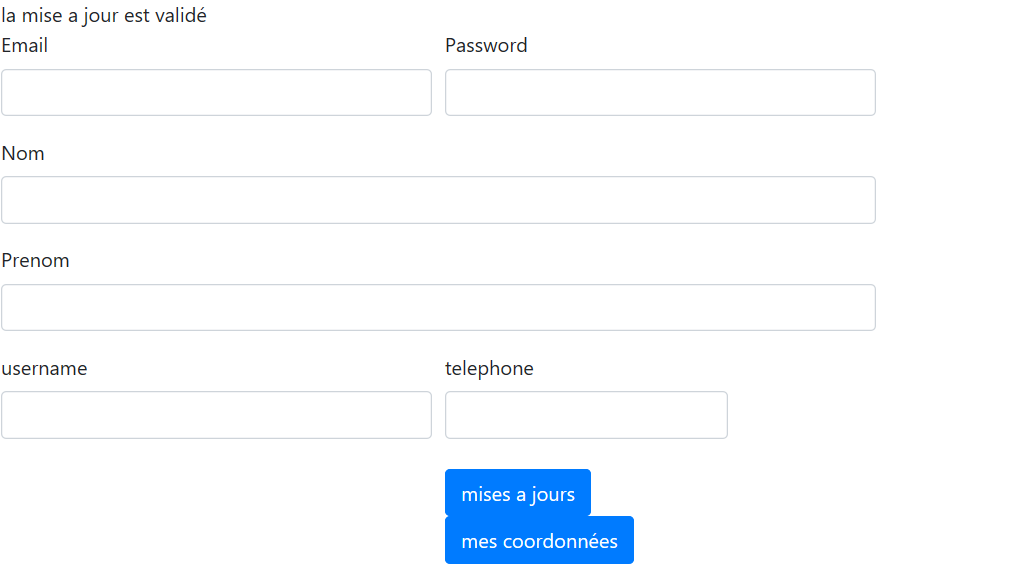 la mise a jour est validé
Email Password
Nom
Prenom
username telephone
mises a jours
mes coordonnées